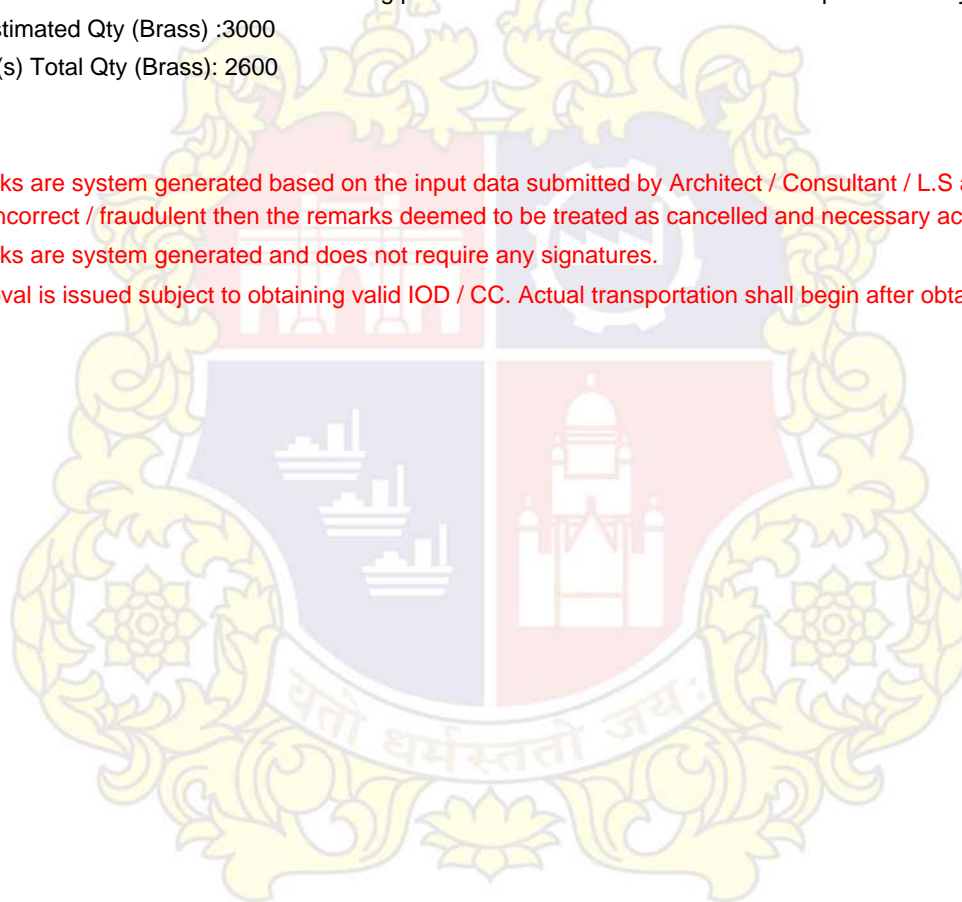 stimated Qty (Brass) :3000
(s) Total Qty (Brass): 2600
ks are system generated based on the input data submitted by Architect / Consultant / L.S
ncorrect / fraudulent then the remarks deemed to be treated as cancelled and necessary
ks are system generated and does not require any signatures.
val is issued subject to obtaining valid IOD / CC. Actual transportation shall begin after
यतो धर्मस्ततो जय: